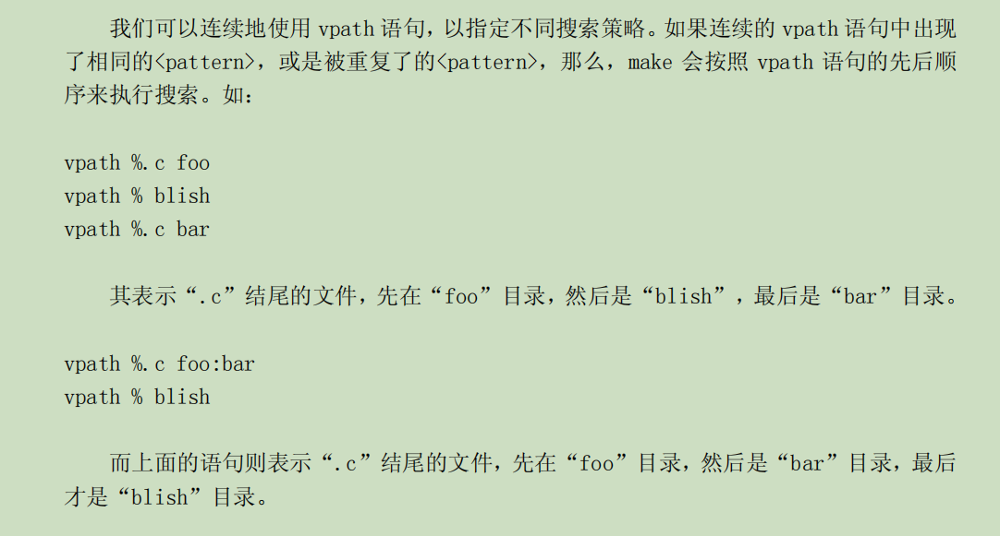 我们可以连续地使用 vpath 语句，以指定不同搜索策略。如果连续的 vpath 语句中出现
了相同的<pattern>，或是被重复了的<pattern>，那么，make 会按照 vpath 语句的先后顺
序来执行搜索。如：
vpath %.c foo
vpath % blish
vpath %.c bar
其表示“.c”结尾的文件，先在“foo”目录，然后是“blish”，最后是“bar”目录。
vpath %.c foo:bar
vpath % blish
而上面的语句则表示“.c”结尾的文件，先在“foo”目录，然后是“bar”目录，最后
才是“blish”目录。